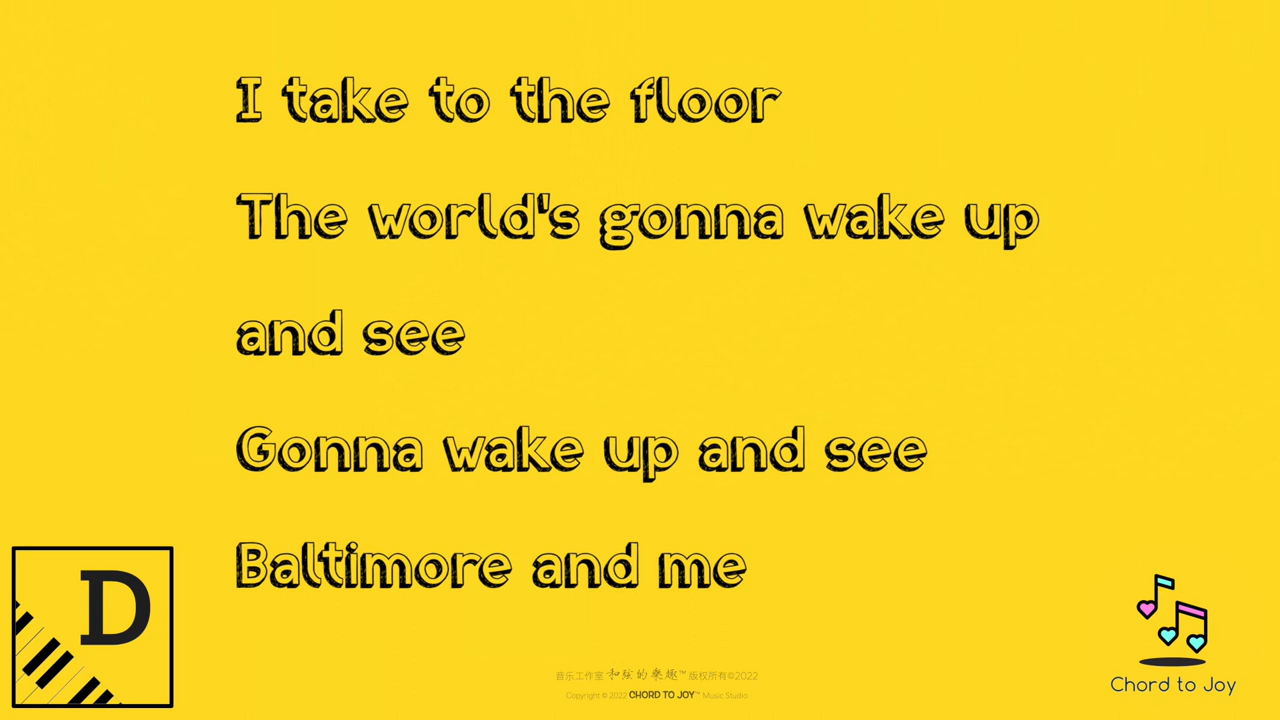 I take to the floor
The world's gonna wake up
and see
Gonna wake up and see
Baltimore and me
D
Chord to Joy
音乐工作室 和弦的樂趣™ 版权所有©2022
Copyright © 2022 CHORD TO JOY™ Music Studio